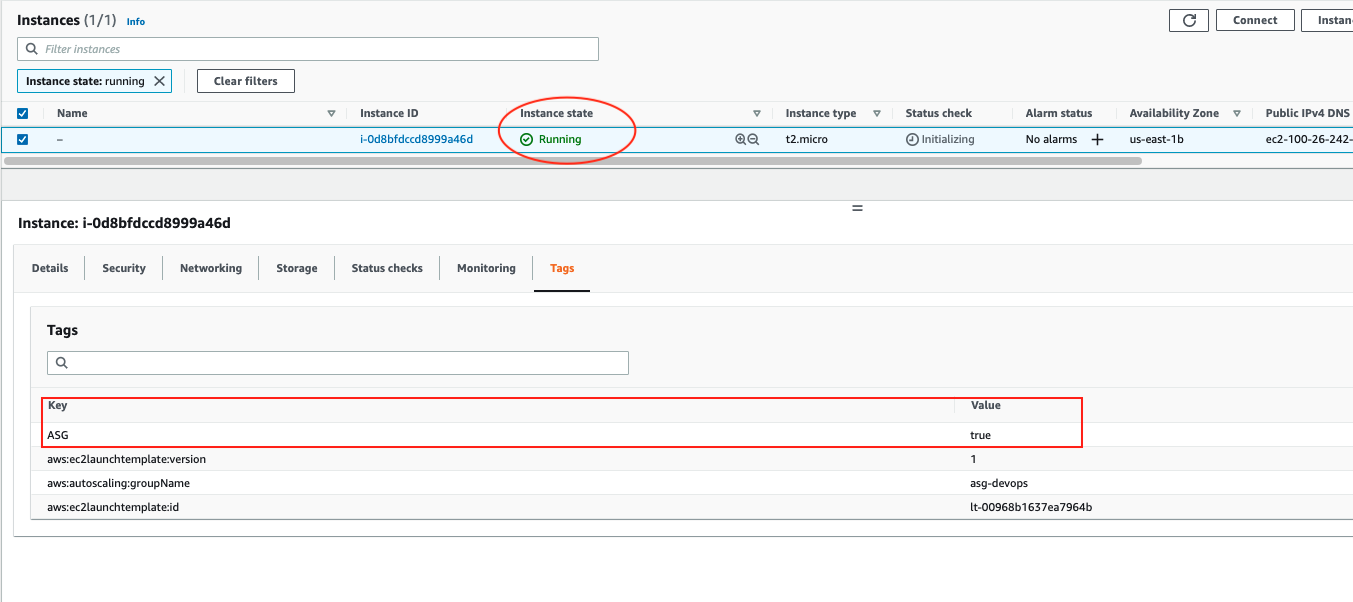 Instances (1/1) Info
Connect
Instan
Filter instances
Instance state: running
Clear filters
Name Instance ID Instance state Instance type Status check Alarm status Availability Zone Public IPv4 DNS
– i-0d8bfdccd8999a46d Running t2.micro Initializing No alarms + us-east-1b ec2-100-26-242-
Instance: i-0d8bfdccd8999a46d
Details Security Networking Storage Status checks Monitoring Tags
Tags
Key Value
ASG true
aws:ec2launchtemplate:version 1
aws:autoscaling:groupName asg-devops
aws:ec2launchtemplate:id lt-00968b1637ea7964b